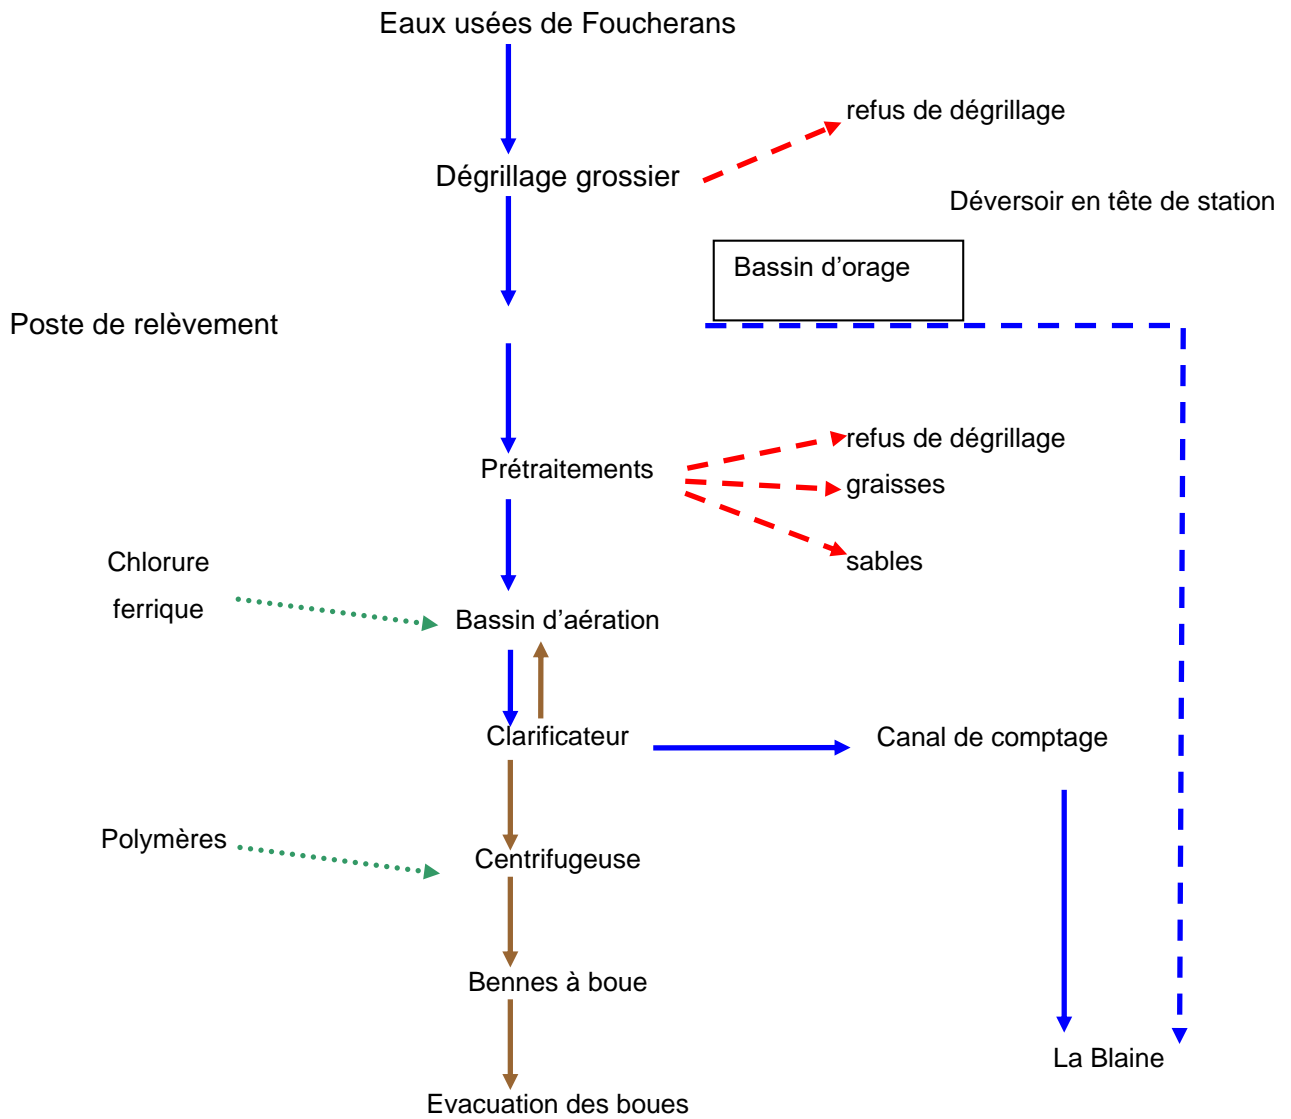 Eaux usées de Foucherans
refus de dégrillage
Dégrillage grossier
Déversoir en tête de station
Bassin d’orage
Poste de relèvement
refus de dégrillage
Prétraitements
graisses
sables
Chlorure
ferrique
Bassin d’aération
Clarificateur
Canal de comptage
Polymères
Centrifugeuse
Bennes à boue
La Blaine
Evacuation des boues